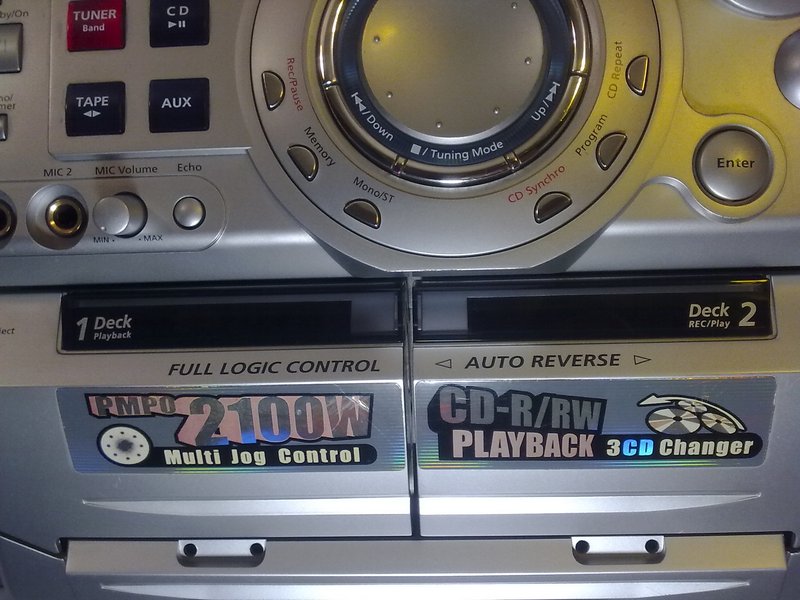 by/On
TUNER
Band
CD
TAPE
AUX
Rec/Pause
Memory
Mono/ST
/Down
/ Tuning Mode
Up/
CD Repeat
Program
CD Synchro
Enter
MIC 2
MIC Volume
Echo
MIN
MAX
1 Deck
Playback
Deck 2
REC/Play
FULL LOGIC CONTROL
AUTO REVERSE
PMPO 2100W
Multi Jog Control
CD-R/RW
PLAYBACK 3CD Changer